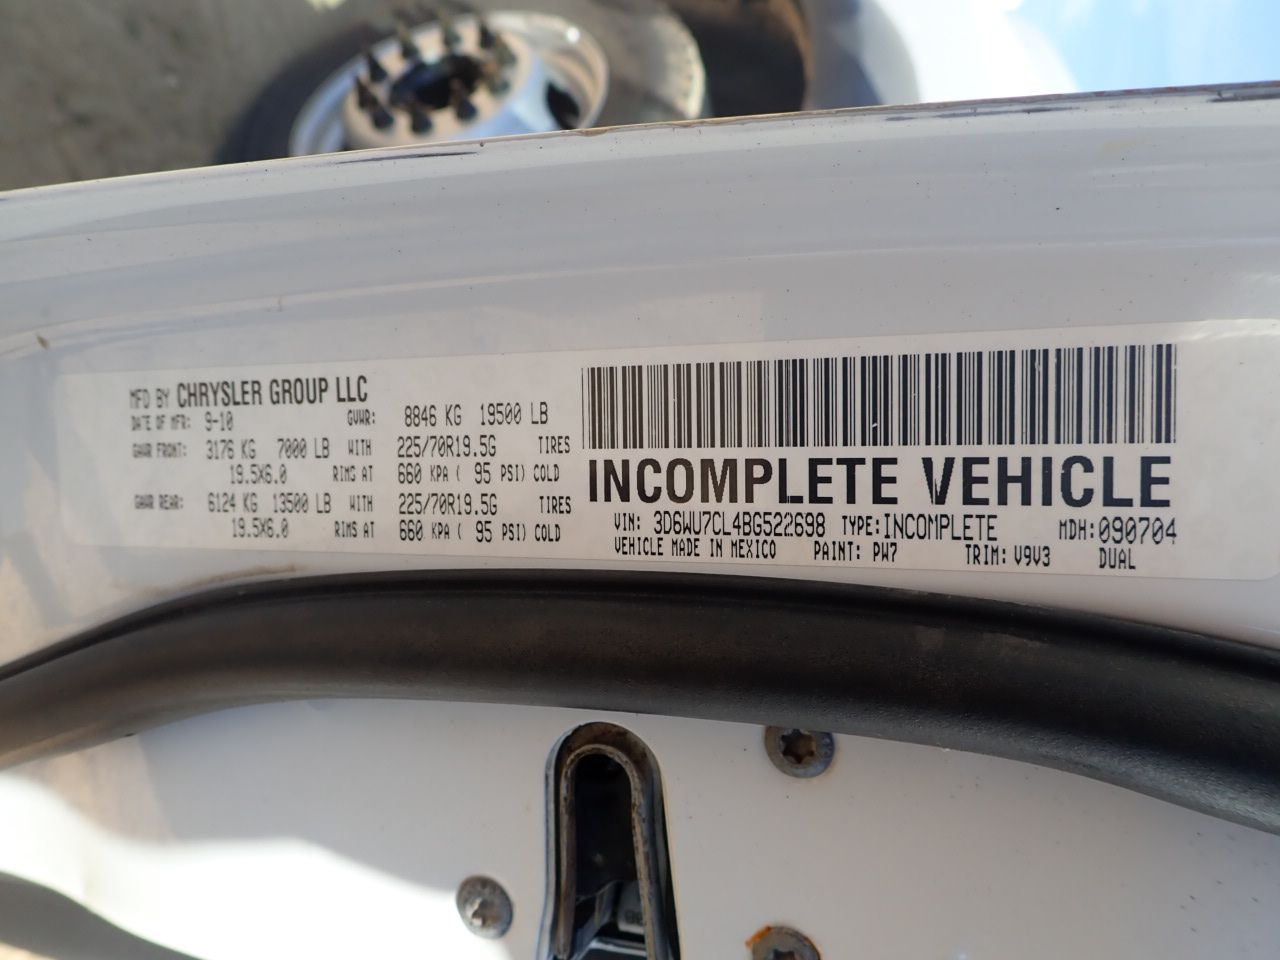 MFD BY CHRYSLER GROUP LLC
DATE OF MFR: 9-10 GVWR: 8846 KG 19500 LB
GAWR FRONT: 3176 KG 7000 LB WITH 225/70R19.5G TIRES
19.5X6.0 RIMS AT 660 KPA ( 95 PSI) COLD
GAWR REAR: 6124 KG 13500 LB WITH 225/70R19.5G TIRES
19.5X6.0 RIMS AT 660 KPA ( 95 PSI) COLD
INCOMPLETE VEHICLE
VIN: 3D6WU7CL4BG522698 TYPE: INCOMPLETE MDH: 090704
VEHICLE MADE IN MEXICO PAINT: PW7 TRIM: V9V3 DUAL